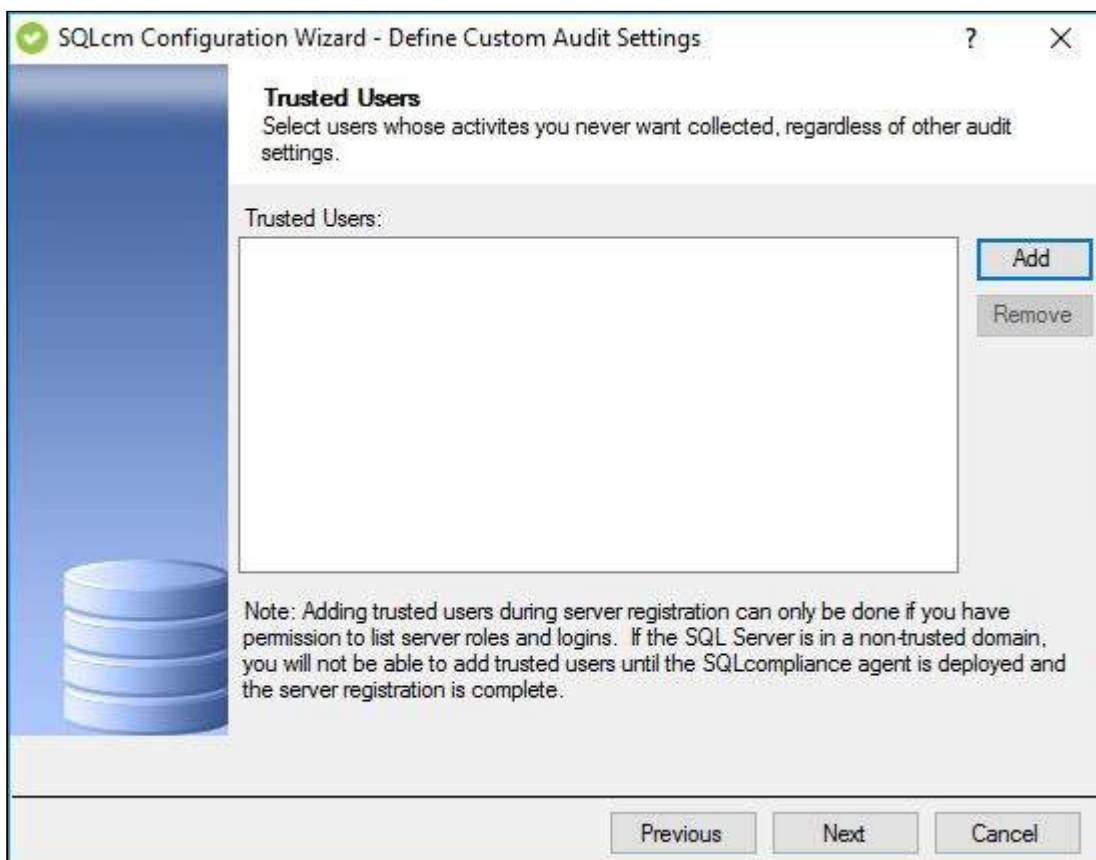 SQLcm Configuration Wizard - Define Custom Audit Settings
?
Trusted Users
Select users whose activites you never want collected, regardless of other audit
settings.
Trusted Users:
Add
Remove
Note: Adding trusted users during server registration can only be done if you have
permission to list server roles and logins. If the SQL Server is in a non-trusted domain,
you will not be able to add trusted users until the SQLcompliance agent is deployed and
the server registration is complete.
Previous
Next
Cancel